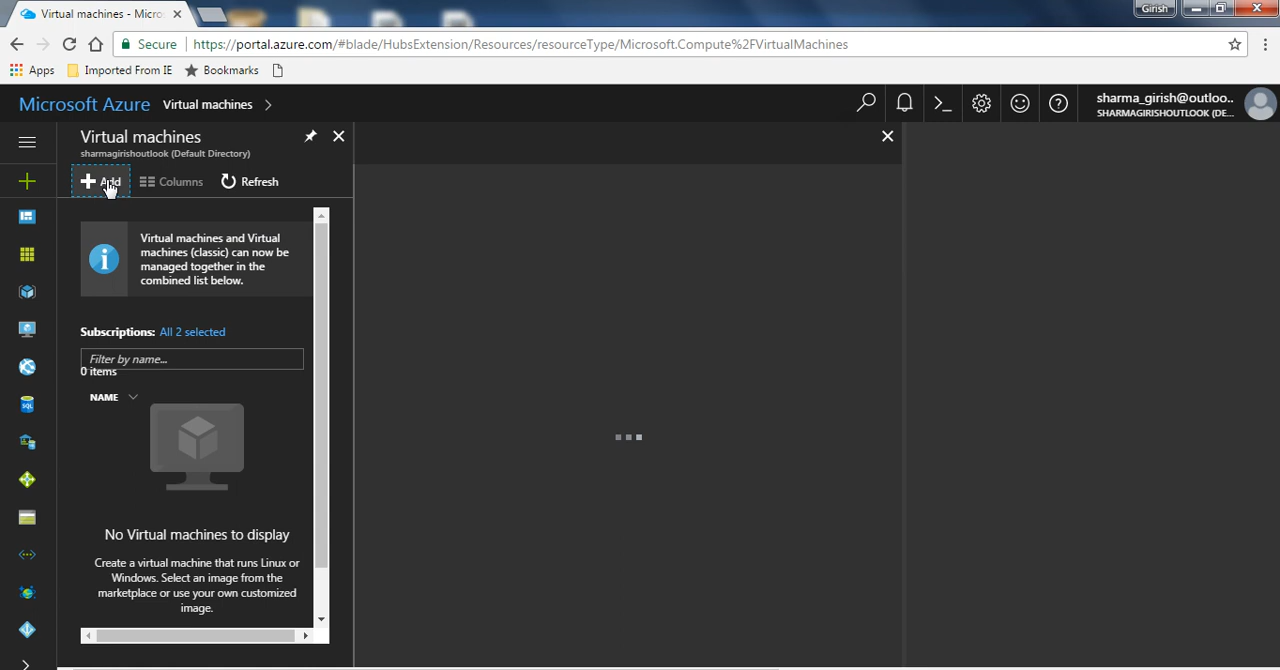 Virtual machines - Micro
Girish
Secure
https://portal.azure.com/#blade/HubsExtension/Resources/resourceType/Microsoft.Compute%2FVirtualMachines
Apps
Imported From IE
Bookmarks
Microsoft Azure
Virtual machines
sharma_girish@outloo..
SHARMAGIRISHOUTLOOK (DE...
Virtual machines
sharmagirishoutlook (Default Directory)
Add
Columns
Refresh
Virtual machines and Virtual
machines (classic) can now be
managed together in the
combined list below.
Subscriptions: All 2 selected
Filter by name...
0 items
NAME
No Virtual machines to display
Create a virtual machine that runs Linux or
Windows. Select an image from the
marketplace or use your own customized
image.